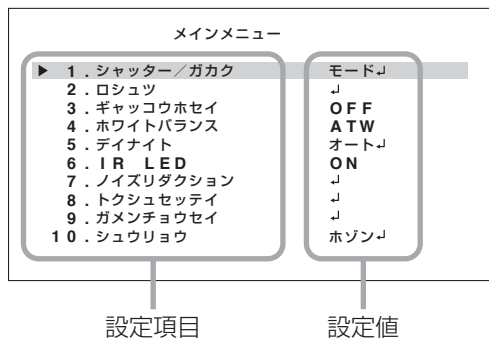 メインメニュー
▶ 1.シャッター/ガカク モード↲
2.ロシュツ ↲
3.ギャッコウホセイ OFF
4.ホワイトバランス ATW
5.デイナイト オート↲
6.IR LED ON
7.ノイズリダクション ↲
8.トクシュセッテイ ↲
9.ガメンチョウセイ ↲
10.シュウリョウ ホゾン↲
設定項目 設定値